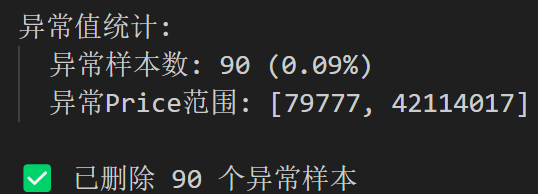 异常值统计:
异常样本数: 90 (0.09%)
异常Price范围: [79777, 42114017]
✅ 已删除 90 个异常样本